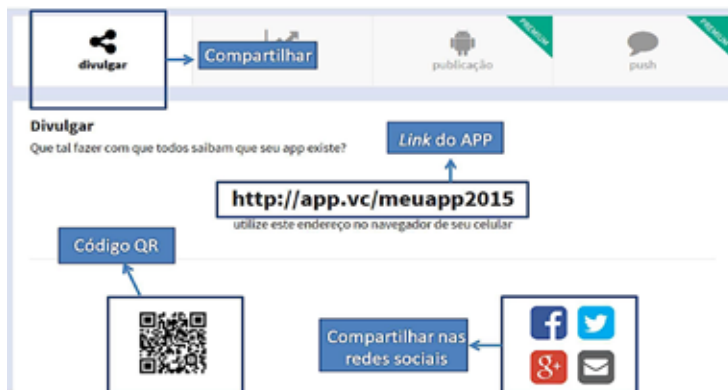 divulgar
Compartilhar
publicação
PREMIUM
push
PREMIUM
Divulgar
Que tal fazer com que todos saibam que seu app existe?
Link do APP
http://app.vc/meuapp2015
utilize este endereço no navegador de seu celular
Código QR
Compartilhar nas
redes sociais
f
g+